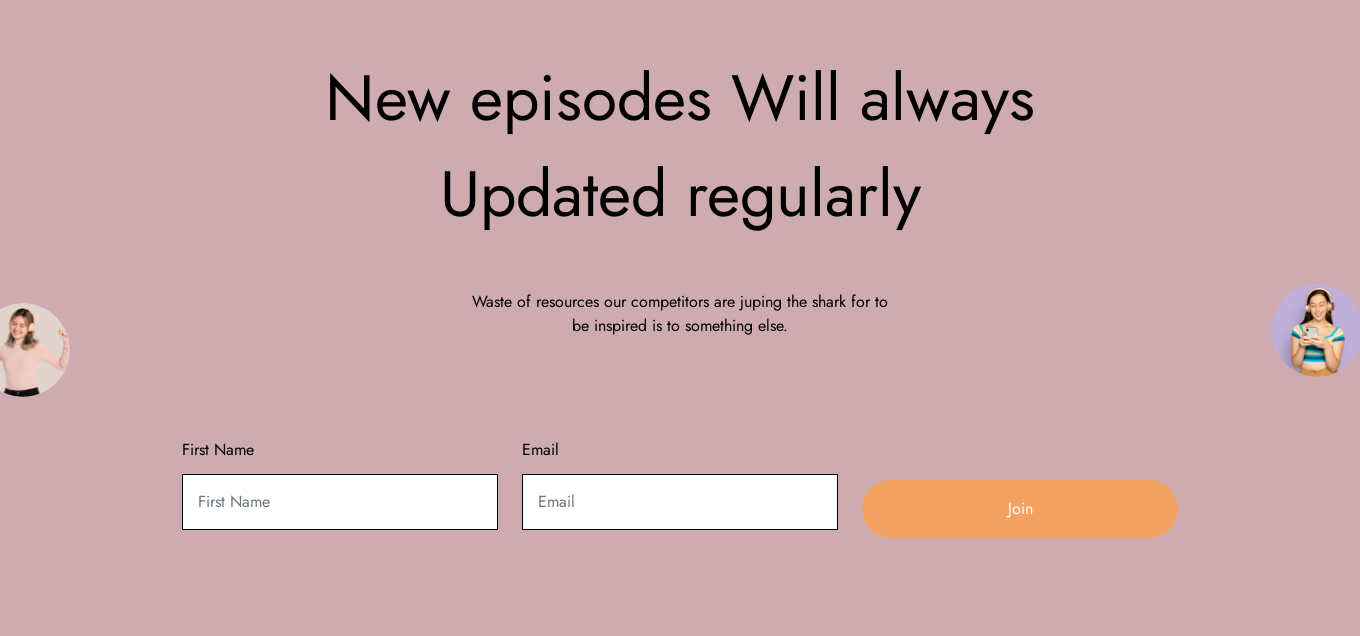 New episodes Will always
Updated regularly
Waste of resources our competitors are juping the shark for to
be inspired is to something else.
First Name
Email
First Name
Email
Join